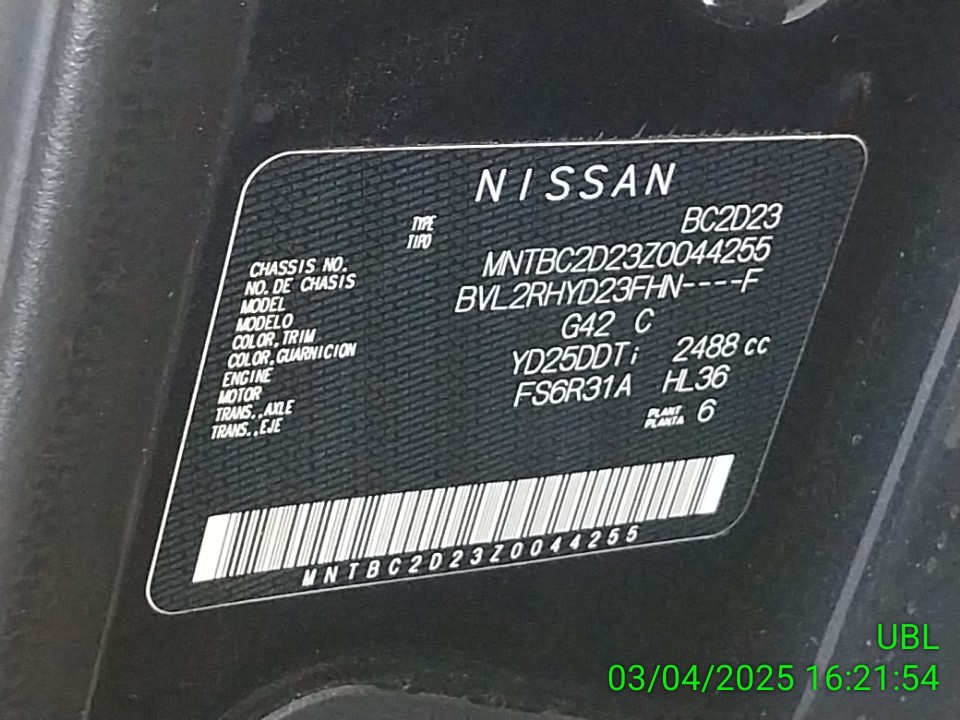 NISSAN
TYPE
TIPO
BC2D23
CHASSIS NO.
NO. DE CHASIS
MNTBC2D23Z0044255
MODEL
MODELO
BVL2RHYD23FHN----F
COLOR, TRIM
COLOR, GUARNICION
G42 C
ENGINE
MOTOR
YD25DDTi 2488 cc
TRANS., AXLE
TRANS., EJE
FS6R31A HL36
PLANT
PLANTA
6
MNTBC2D23Z0044255
UBL
03/04/2025 16:21:54